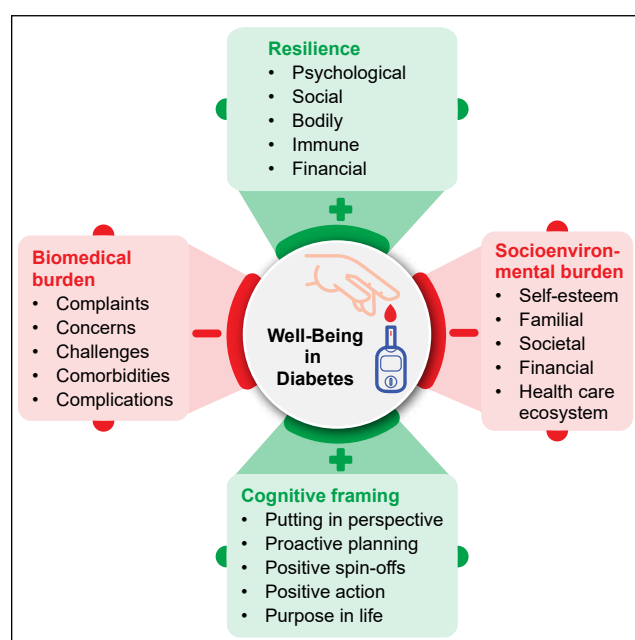 Resilience
• Psychological
• Social
• Bodily
• Immune
• Financial
Biomedical
burden
• Complaints
• Concerns
• Challenges
• Comorbidities
• Complications
Well-Being
in
Diabetes
Socioenviron-
mental burden
• Self-esteem
• Familial
• Societal
• Financial
• Health care
ecosystem
Cognitive framing
• Putting in perspective
• Proactive planning
• Positive spin-offs
• Positive action
• Purpose in life